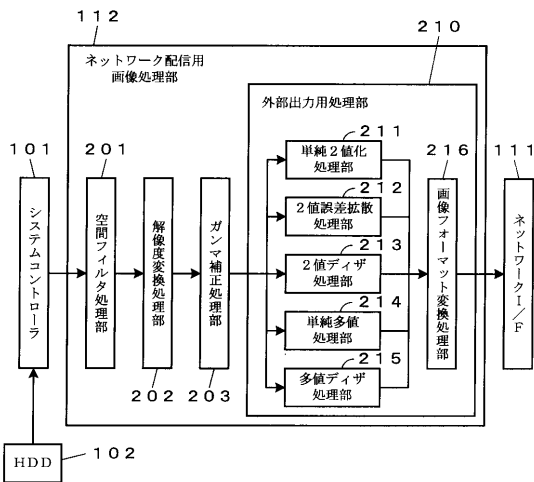 112
210
ネットワーク配信用
画像処理部
外部出力用処理部
101
システムコントローラ
201
空間フィルタ処理部
解像度変換処理部
202
ガンマ補正処理部
203
211
単純2値化
処理部
212
2値誤差拡散
処理部
213
2値ディザ
処理部
214
単純多値
処理部
215
多値ディザ
処理部
216
画像フォーマット変換処理部
111
ネットワークI/F
HDD
102